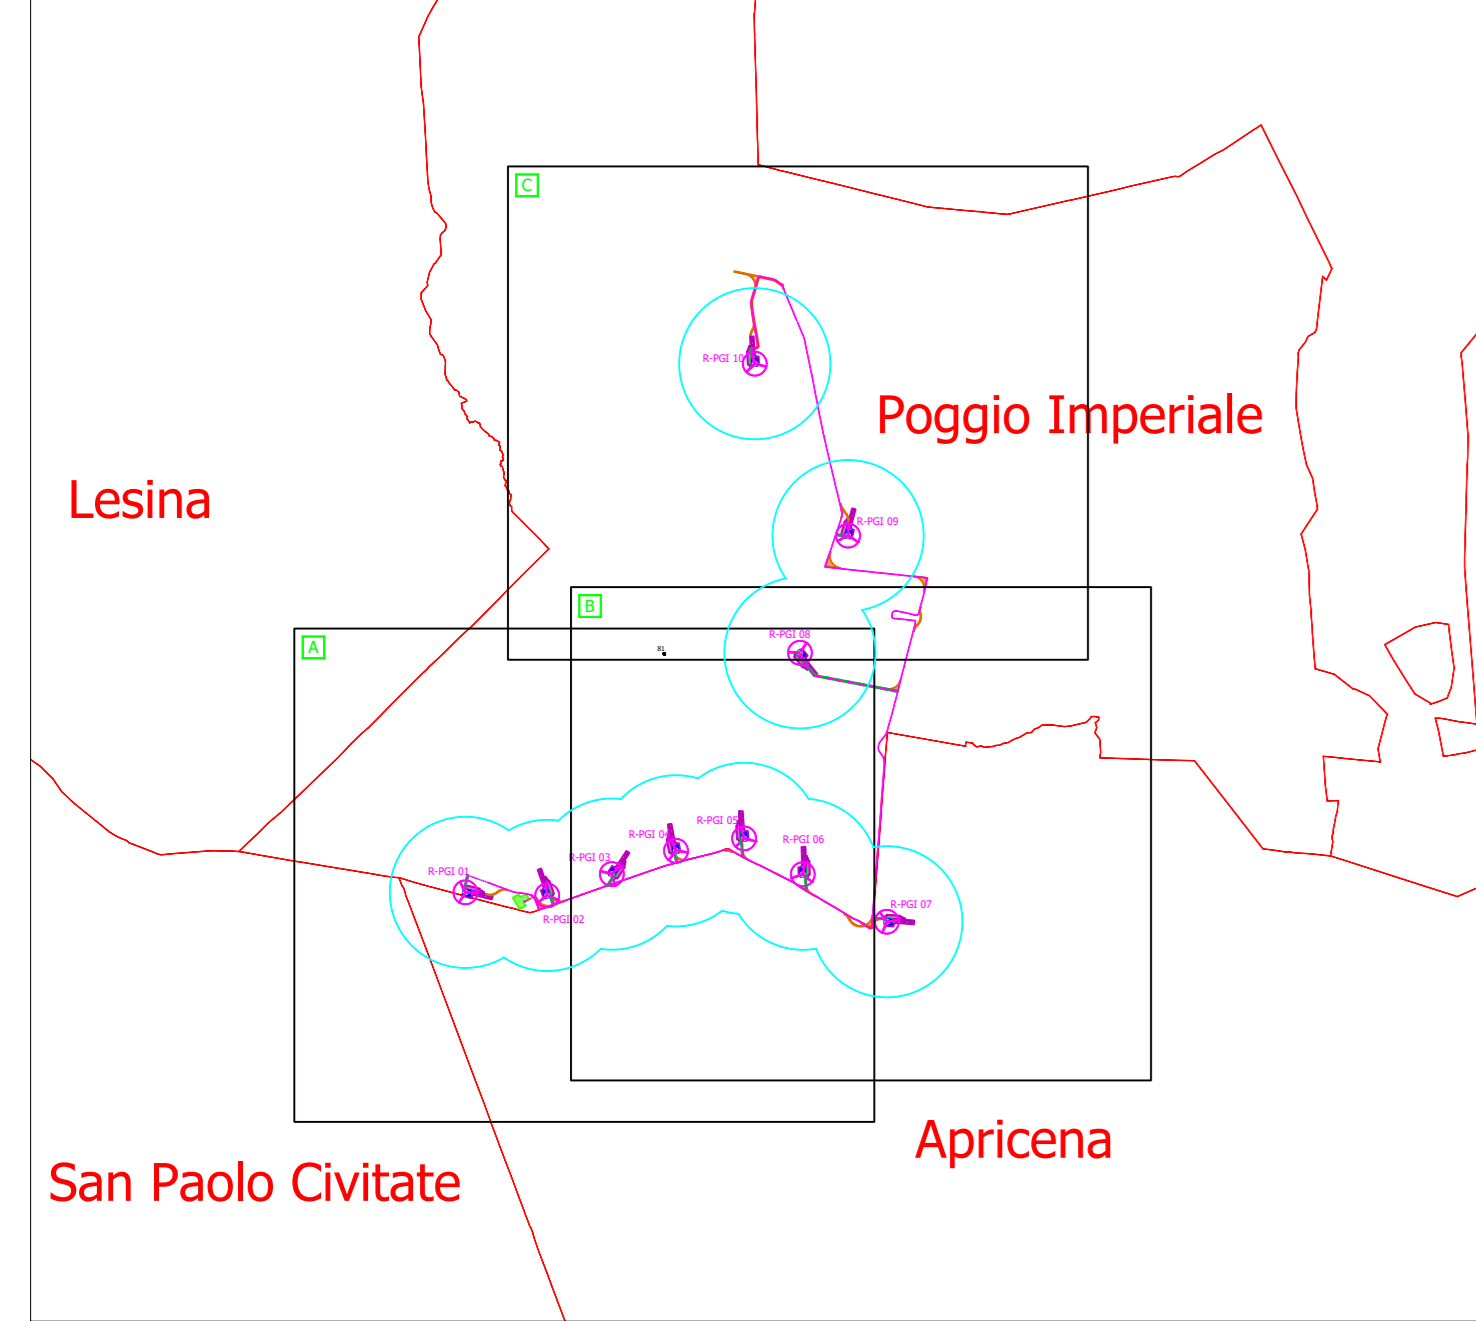 C
R-PGI 10
Poggio Imperiale
Lesina
R-PGI 09
B
R-PGI 08
A
81
R-PGI 05
R-PGI 04
R-PGI 06
R-PGI 03
R-PGI 01
R-PGI 07
R-PGI 02
Apricena
San Paolo Civitate